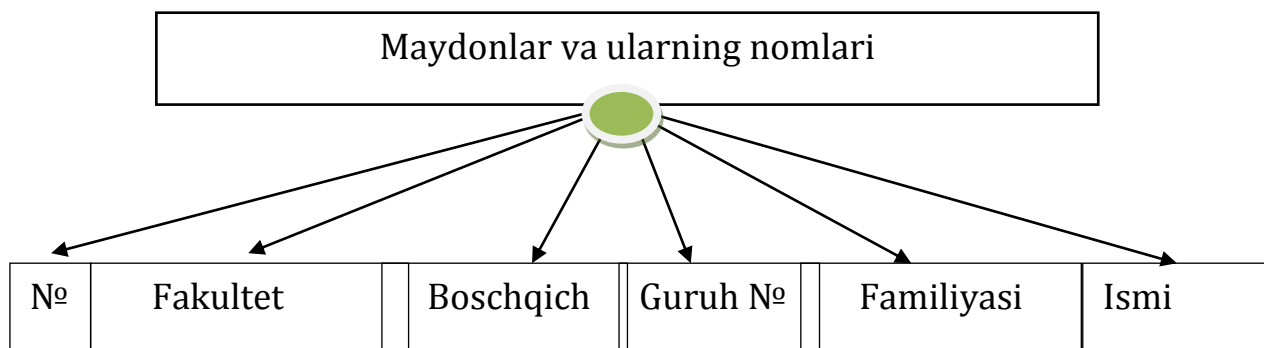 Maydonlar va ularning nomlari
№ Fakultet Boschqich Guruh № Familiyasi Ismi